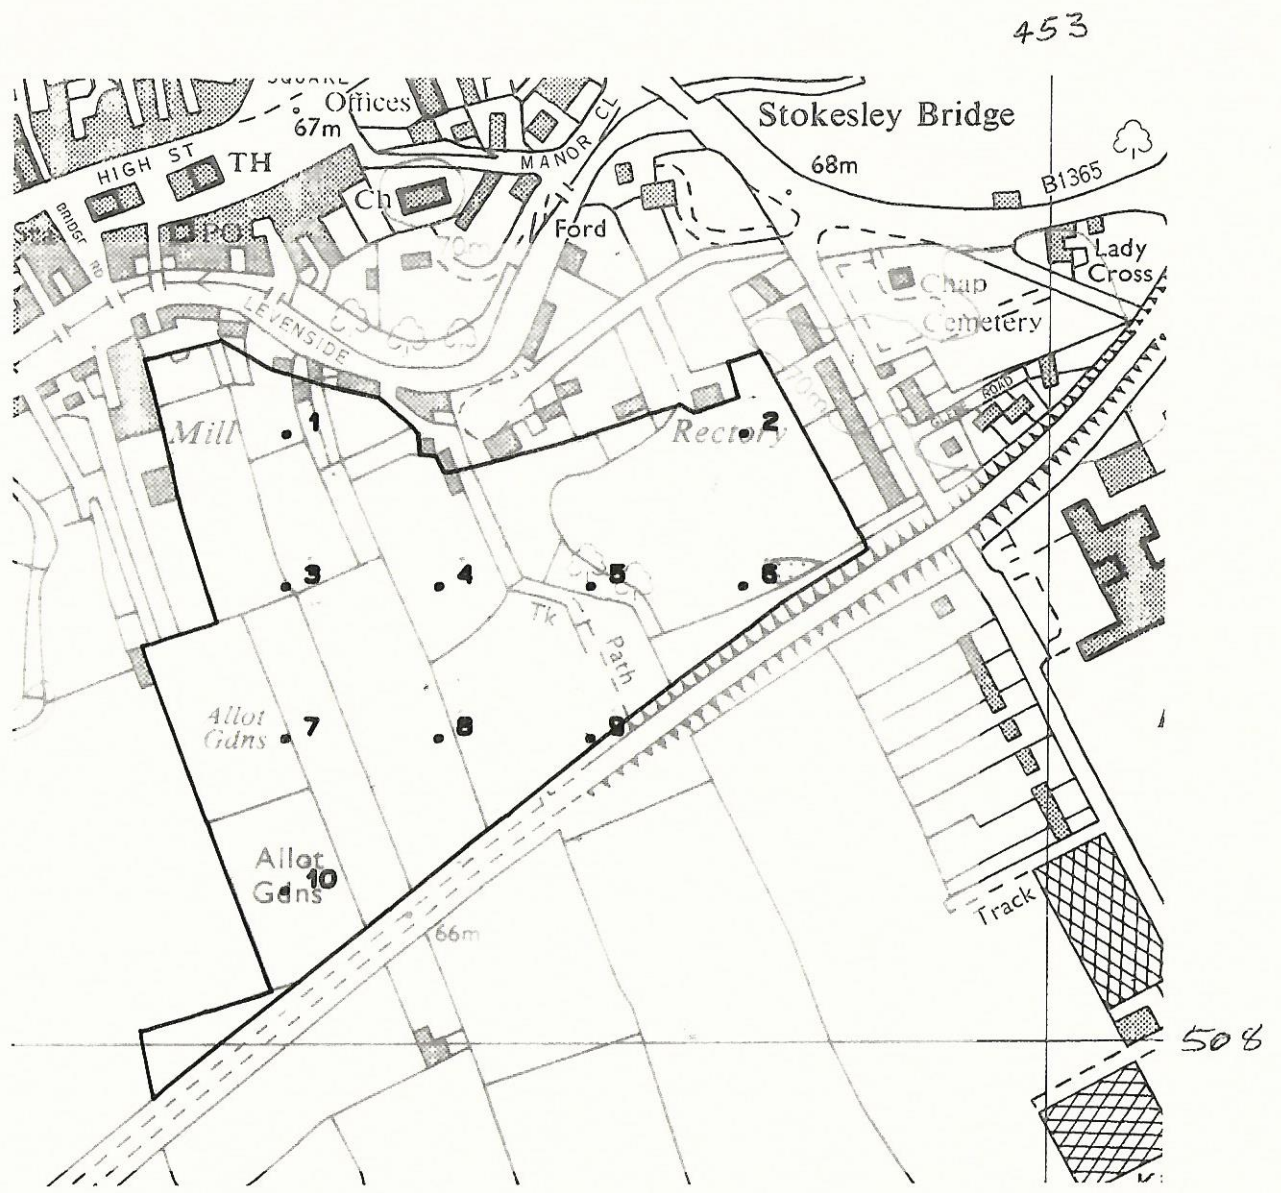 453
SQUARE
Offices
67m
Stokesley Bridge
MANOR CL
HIGH ST
TH
68m
B1365
Ch
BRIDGE
RD
PO
Ford
70m
Lady
Cross
Chap
Cemetery
LEVENSIDE
70m
ROAD
Mill
1
Rectory
2
3
4
5
6
Tk
Path
Allot
Gdns
7
8
9
Allot
Gdns
10
Track
66m
508